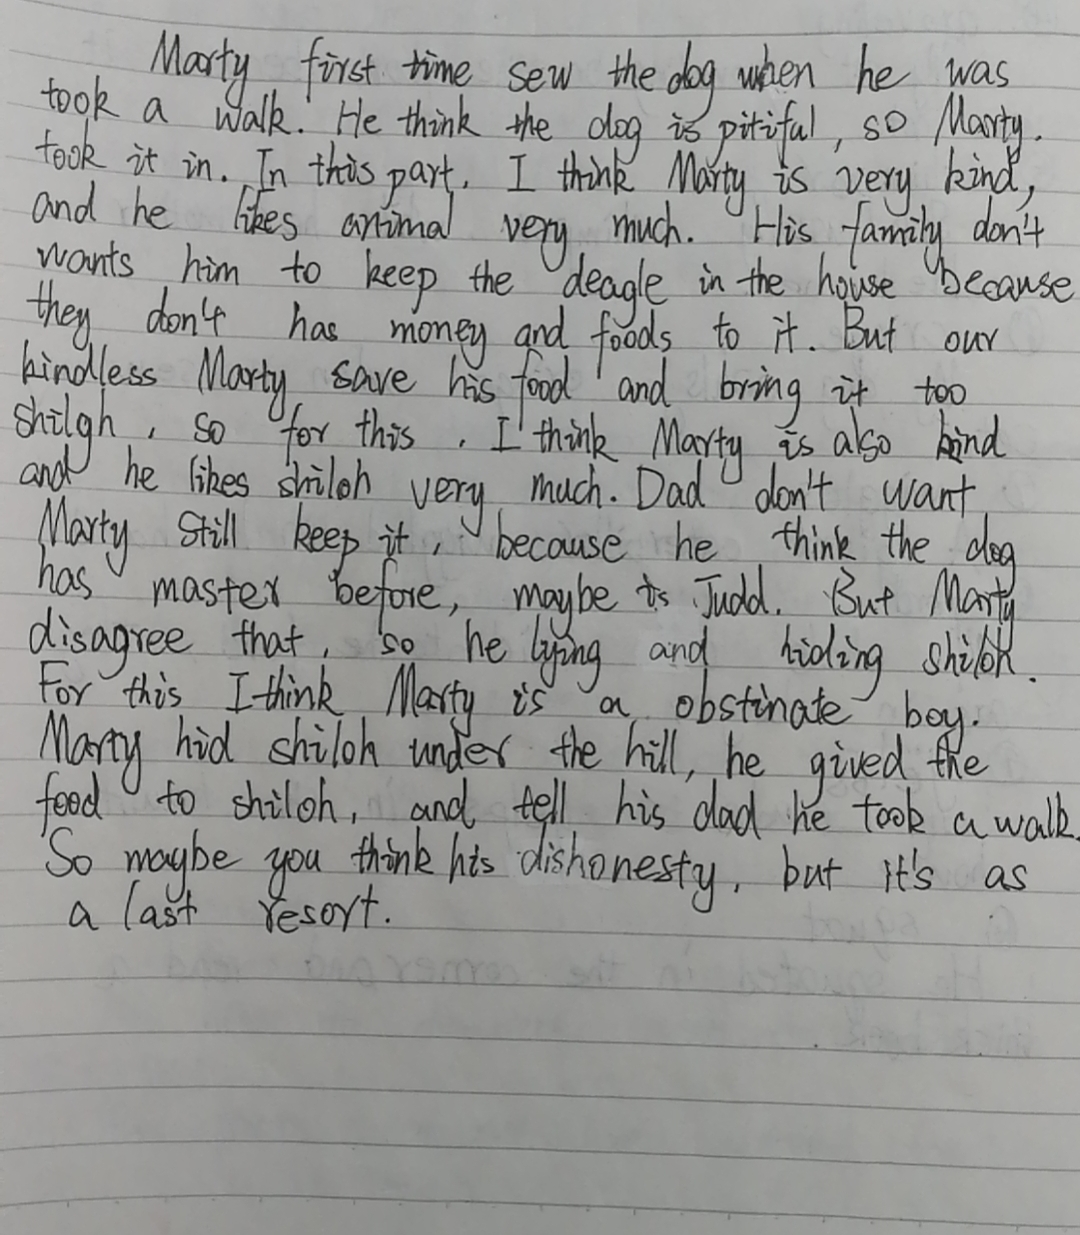 Marty first time sew the dog when he was
took a walk. He think the dog is pitiful, so Marty.
took it in. In this part, I think Marty is very kind,
and he likes animal very much. His family don't
wants him to keep the deagle in the house because
they don't has money and foods to it. But our
kindless Marty save his food and bring it too
shilgh, so for this, I think Marty is also kind
and he likes shiloh very much. Dad don't want
Marty still keep it, because he think the dog
has master before, maybe is Judd. But Marty
disagree that, so he lying and hiding shiloh.
For this I think Marty is a obstinate boy.
Marty hid shiloh under the hill, he gived the
food to shiloh, and tell his dad he took a walk.
So maybe you think his dishonesty, but it's as
a last resort.